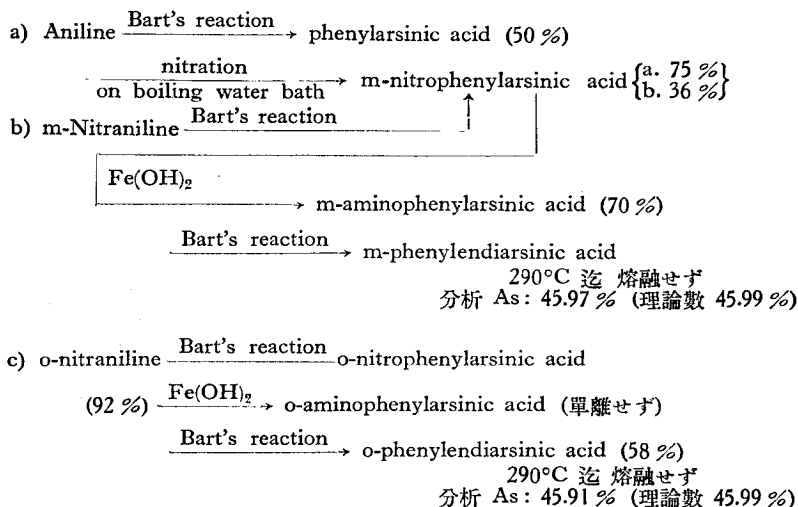 a) Aniline Bart's reaction phenylarsinic acid (50 %)
nitration on boiling water bath m-nitrophenylarsinic acid {a. 75 % b. 36 %}
b) m-Nitraniline Bart's reaction
Fe(OH)₂ m-aminophenylarsinic acid (70 %)
Bart's reaction m-phenylendiarsinic acid
290°C 迄 熔融せず
分析 As: 45.97 % (理論數 45.99 %)
c) o-nitraniline Bart's reaction o-nitrophenylarsinic acid
(92 %) Fe(OH)₂ o-aminophenylarsinic acid (單離せず)
Bart's reaction o-phenylendiarsinic acid (58 %)
290°C 迄 熔融せず
分析 As: 45.91 % (理論數 45.99 %)